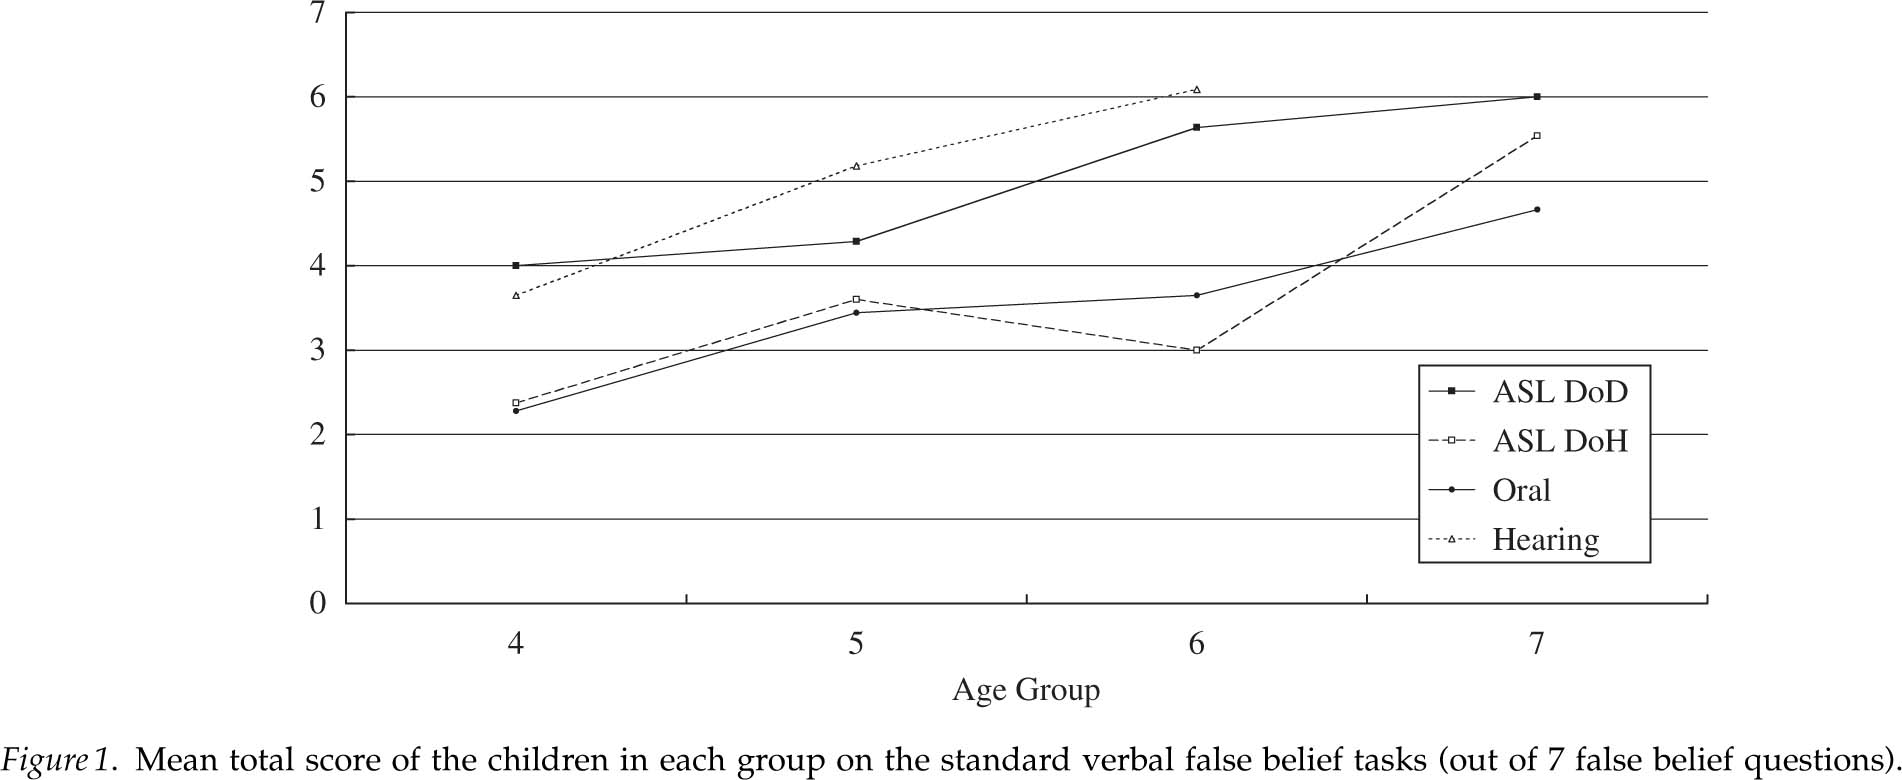 7
6
5
4
3
2
1
0
ASL DoD
ASL DoH
Oral
Hearing
4 5 6 7
Age Group
Figure 1. Mean total score of the children in each group on the standard verbal false belief tasks (out of 7 false belief questions).